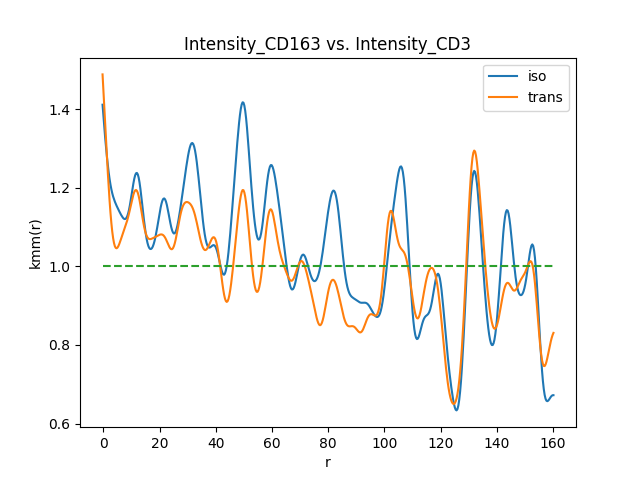 Intensity_CD163 vs. Intensity_CD3
iso
trans
kmm(r)
1.4
1.2
1.0
0.8
0.6
0 20 40 60 80 100 120 140 160
r